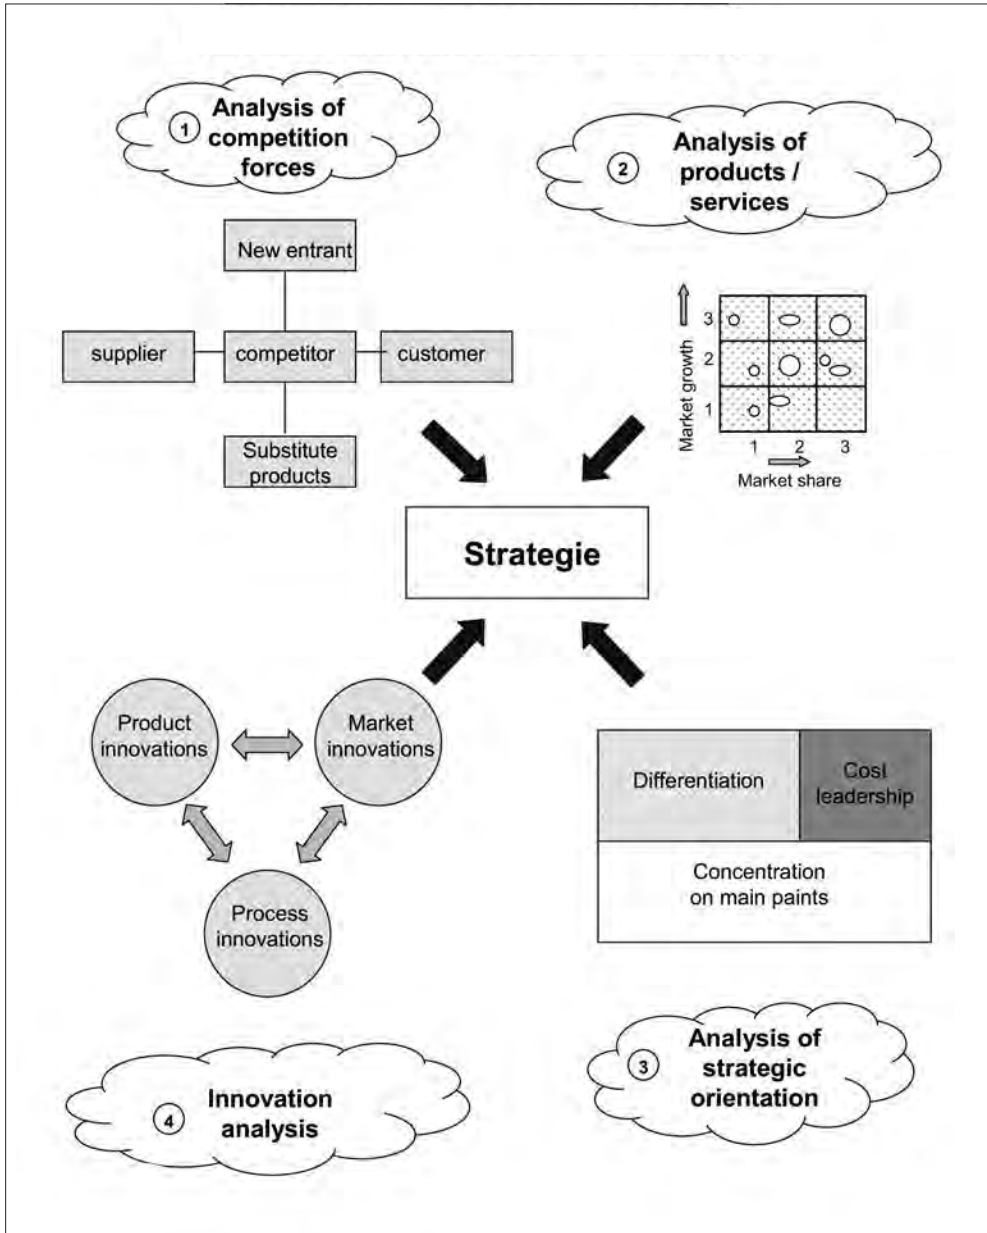 1
Analysis of
competition
forces
2
Analysis of
products /
services
New entrant
supplier
competitor
customer
Substitute
products
Market growth
3
2
1
1
2
3
Market share
Strategie
Product
innovations
Market
innovations
Process
innovations
Differentiation
Cost
leadership
Concentration
on main paints
4
Innovation
analysis
3
Analysis of
strategic
orientation